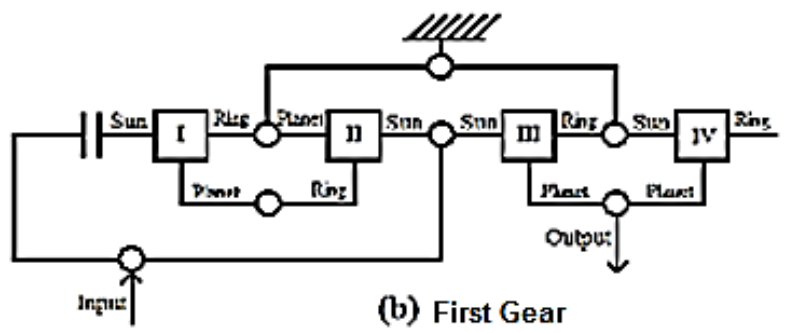 Sun I Ring Planet II Sun Sun III Ring Sun IV Ring
Planet Ring Planet Planet
Output
Input
(b) First Gear